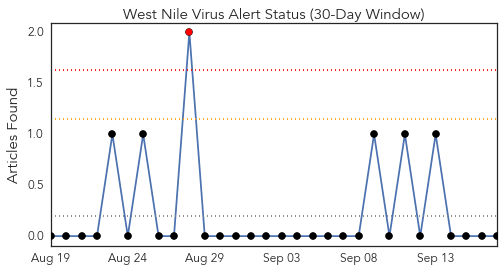 West Nile Virus Alert Status (30-Day Window)
Articles Found
2.0
1.5
1.0
0.5
0.0
Aug 19 Aug 24 Aug 29 Sep 03 Sep 08 Sep 13